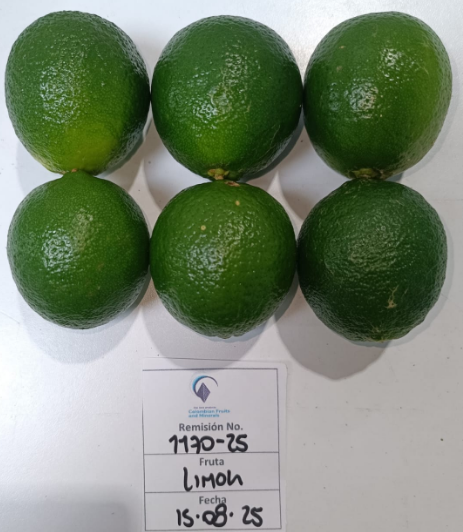 Colombian Fruits
and Minerals
Remisión No.
1170-25
Fruta
Limon
Fecha
15.08.25